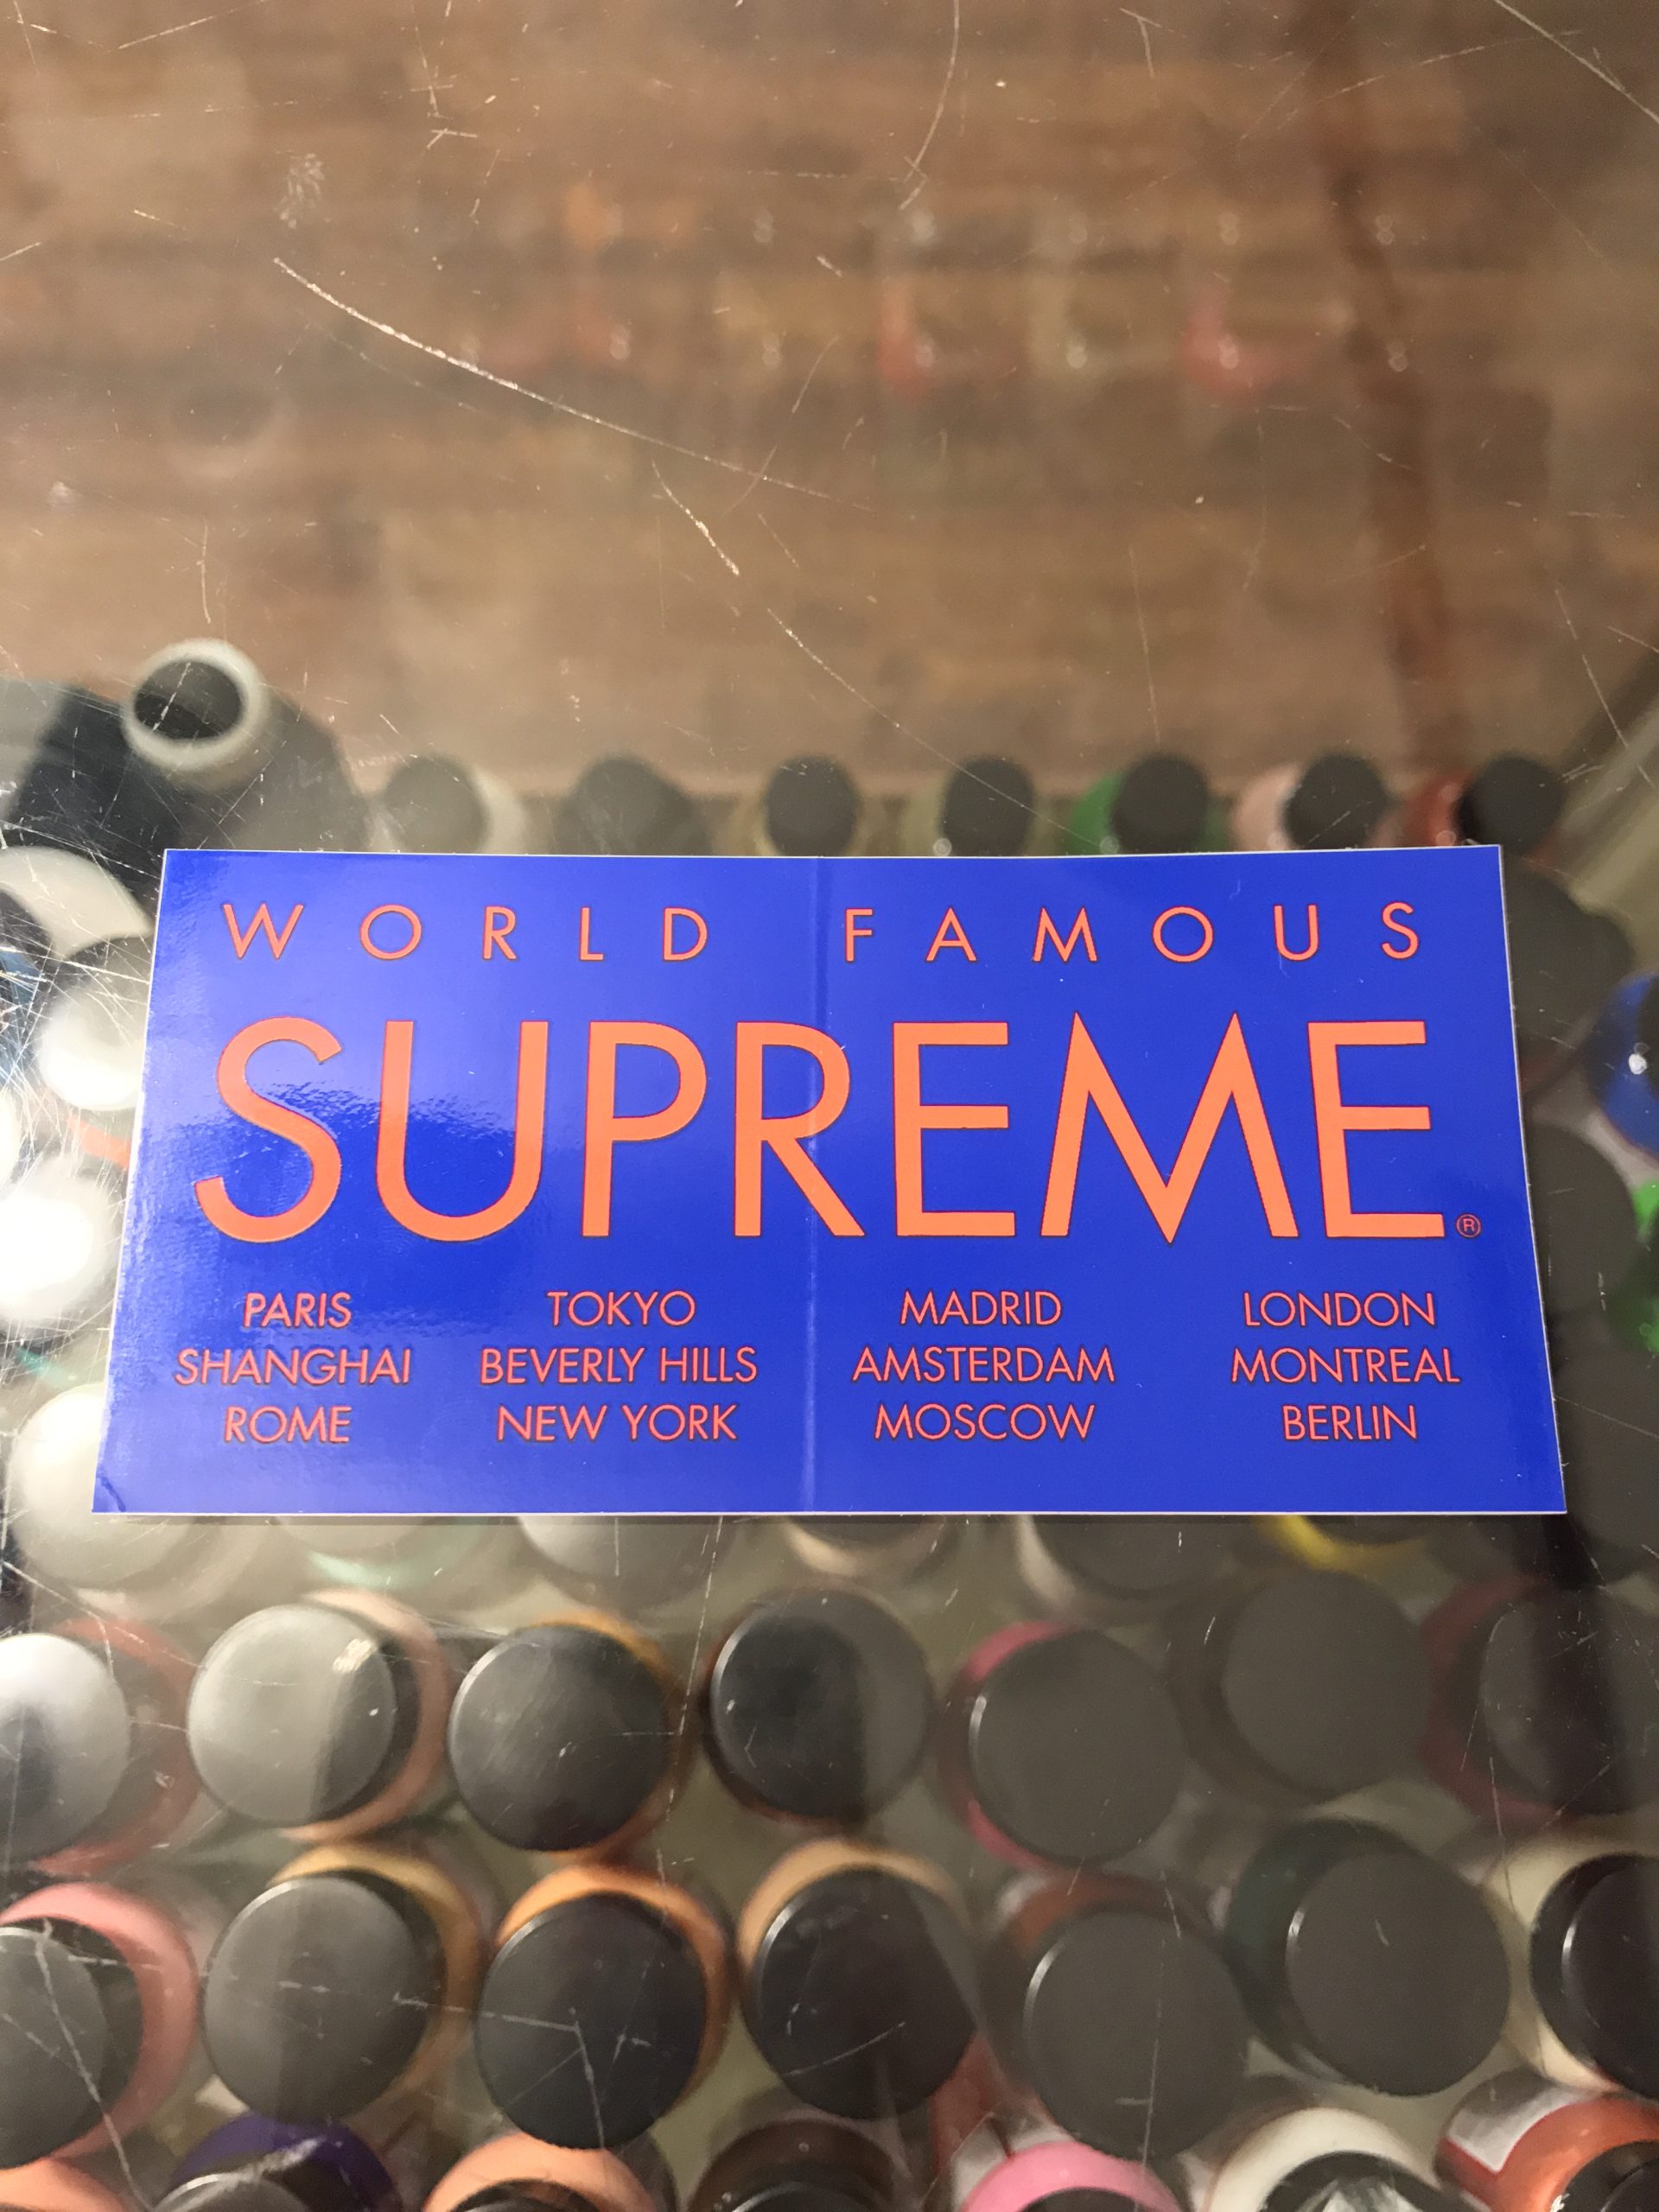 WORLD FAMOUS
SUPREME®
PARIS TOKYO MADRID LONDON
SHANGHAI BEVERLY HILLS AMSTERDAM MONTREAL
ROME NEW YORK MOSCOW BERLIN